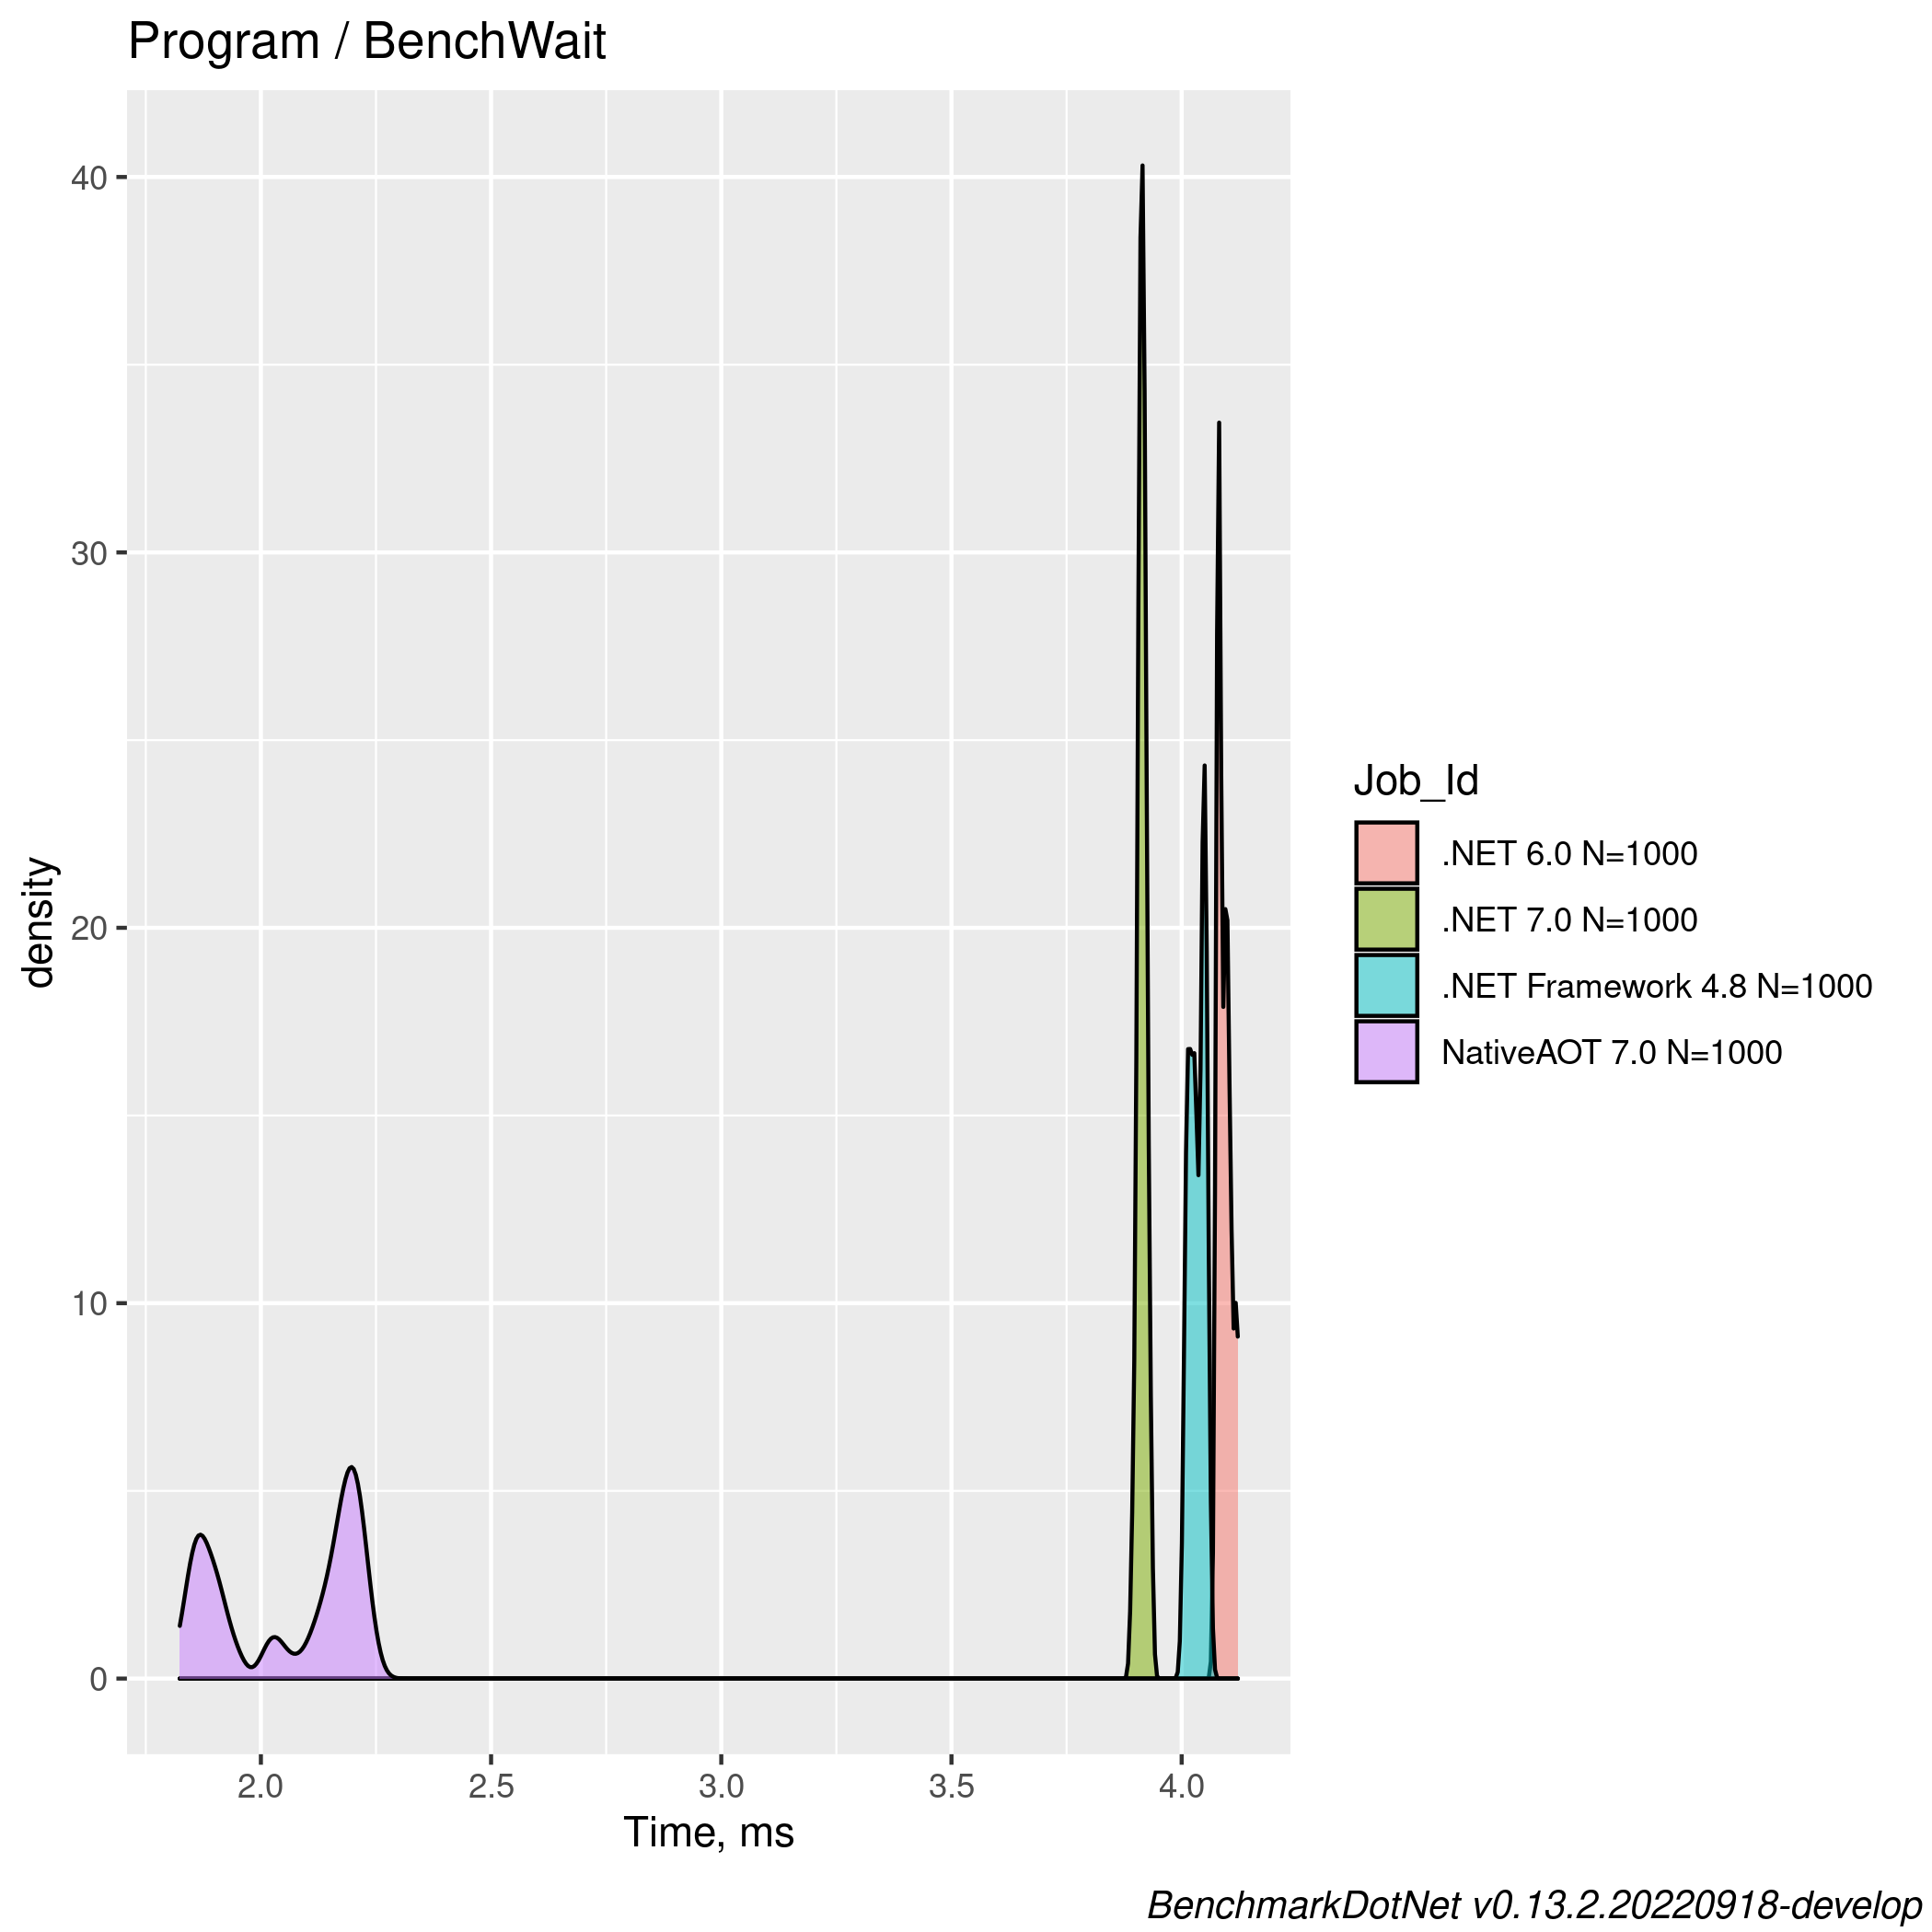 Program / BenchWait
density
40
30
20
10
0
2.0 2.5 3.0 3.5 4.0
Time, ms
Job_Id
.NET 6.0 N=1000
.NET 7.0 N=1000
.NET Framework 4.8 N=1000
NativeAOT 7.0 N=1000
BenchmarkDotNet v0.13.2.20220918-develop